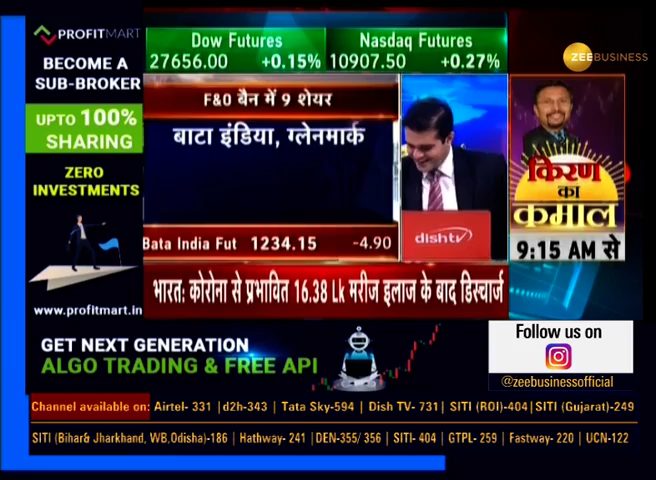 PROFITMART
BECOME A
SUB-BROKER
UPTO 100%
SHARING
ZERO
INVESTMENTS
www.profitmart.in
Dow Futures
27656.00 +0.15%
Nasdaq Futures
10907.50 +0.27%
ZEEBUSINESS
F&O बैन में 9 शेयर
बाटा इंडिया, ग्लेनमार्क
Bata India Fut 1234.15 -4.90
dishtv
किरण
का
कमाल
9:15 AM से
भारत: कोरोना से प्रभावित 16.38 Lk मरीज इलाज के बाद डिस्चार्ज
GET NEXT GENERATION
ALGO TRADING & FREE API
Follow us on
@zeebusinessofficial
Channel available on: Airtel- 331 | d2h-343 | Tata Sky-594 | Dish TV- 731 | SITI (ROI)-404 | SITI (Gujarat)-249
SITI (Bihar& Jharkhand, WB,Odisha)-186 | Hathway- 241 | DEN-355/ 356 | SITI- 404 | GTPL- 259 | Fastway- 220 | UCN-122